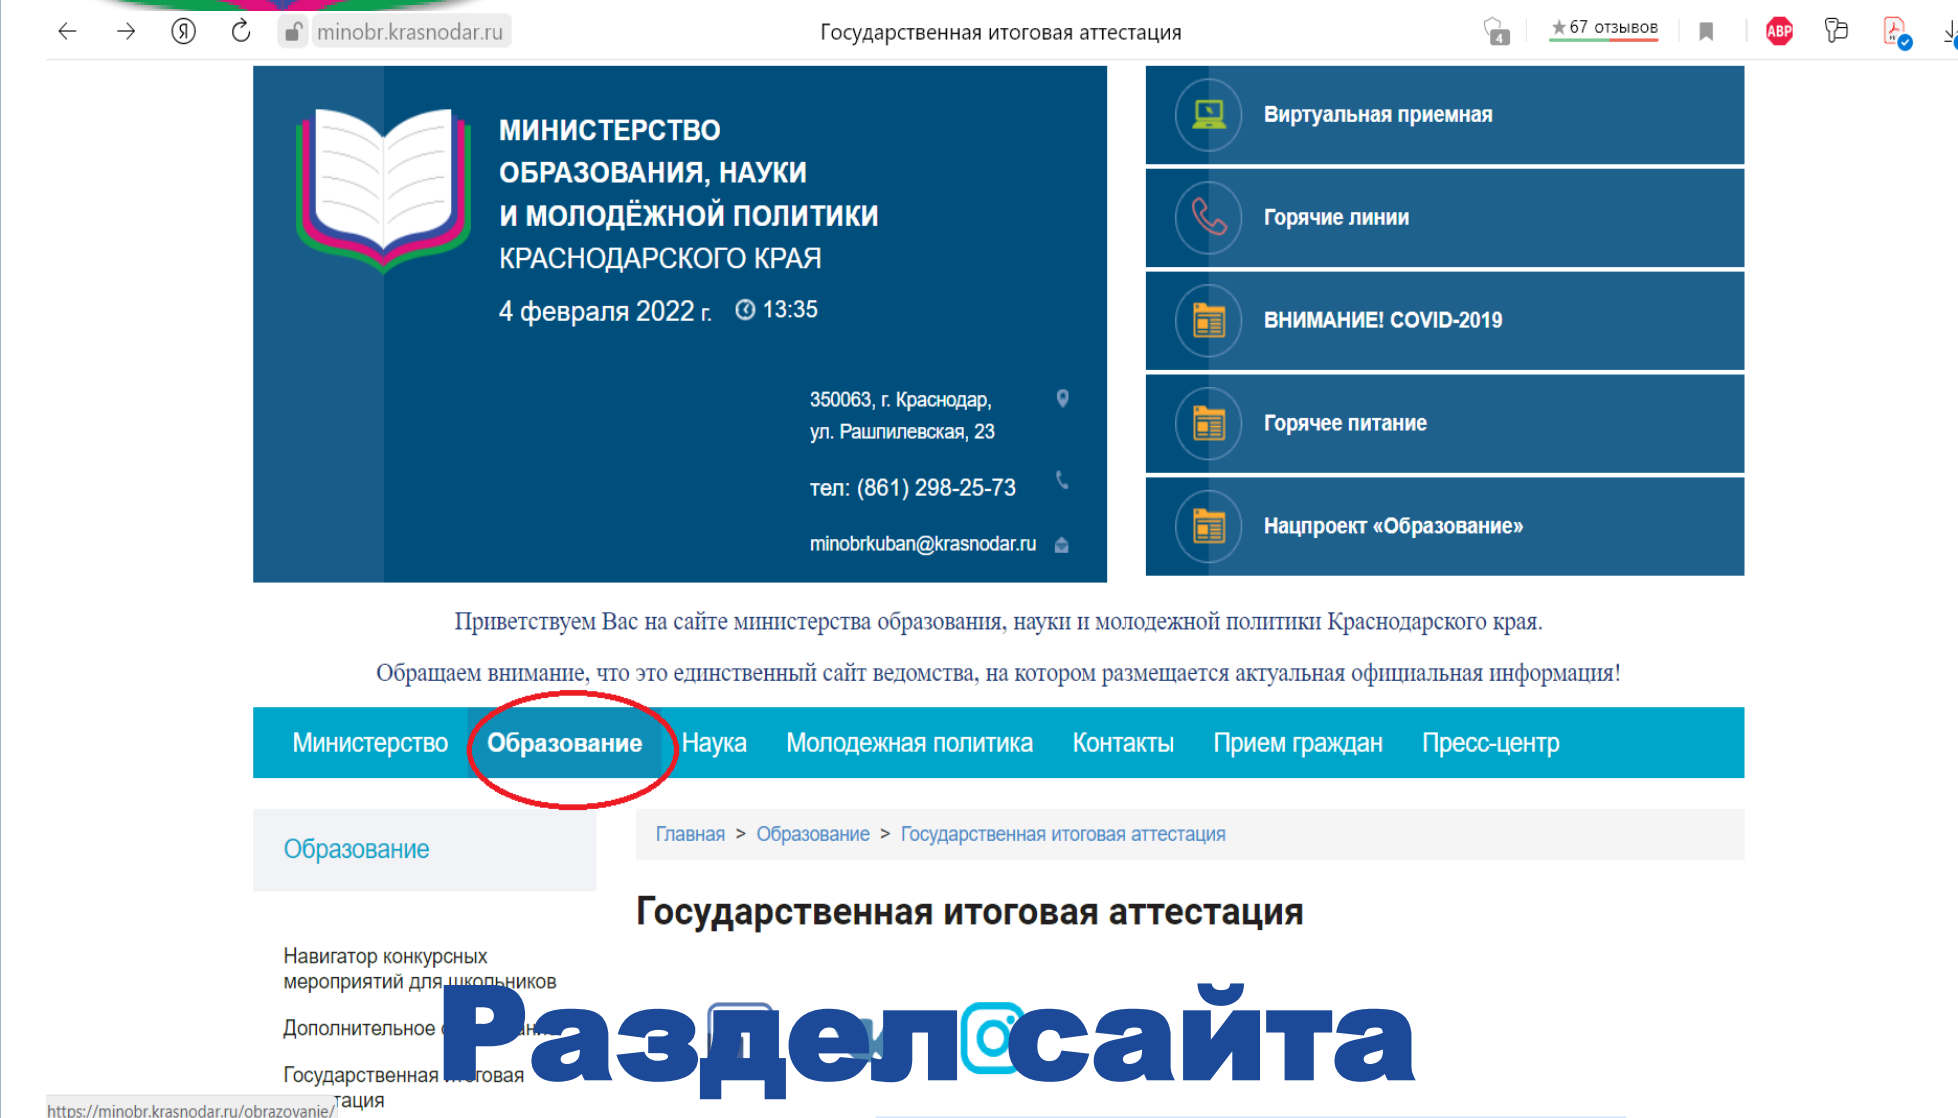 minobr.krasnodar.ru
Государственная итоговая аттестация
4
67 отзывов
ABP
МИНИСТЕРСТВО
ОБРАЗОВАНИЯ, НАУКИ
И МОЛОДЁЖНОЙ ПОЛИТИКИ
КРАСНОДАРСКОГО КРАЯ
4 февраля 2022 г. 13:35
350063, г. Краснодар,
ул. Рашпилевская, 23
тел: (861) 298-25-73
minobrkuban@krasnodar.ru
Виртуальная приемная
Горячие линии
ВНИМАНИЕ! COVID-2019
Горячее питание
Нацпроект «Образование»
Приветствуем Вас на сайте министерства образования, науки и молодежной политики Краснодарского края.
Обращаем внимание, что это единственный сайт ведомства, на котором размещается актуальная официальная информация!
Министерство Образование Наука Молодежная политика Контакты Прием граждан Пресс-центр
Образование
Главная > Образование > Государственная итоговая аттестация
Государственная итоговая аттестация
Навигатор конкурсных
мероприятий для школьников
Дополнительное
Государственная итоговая
Раздел сайта
https://minobr.krasnodar.ru/obrazovanie/